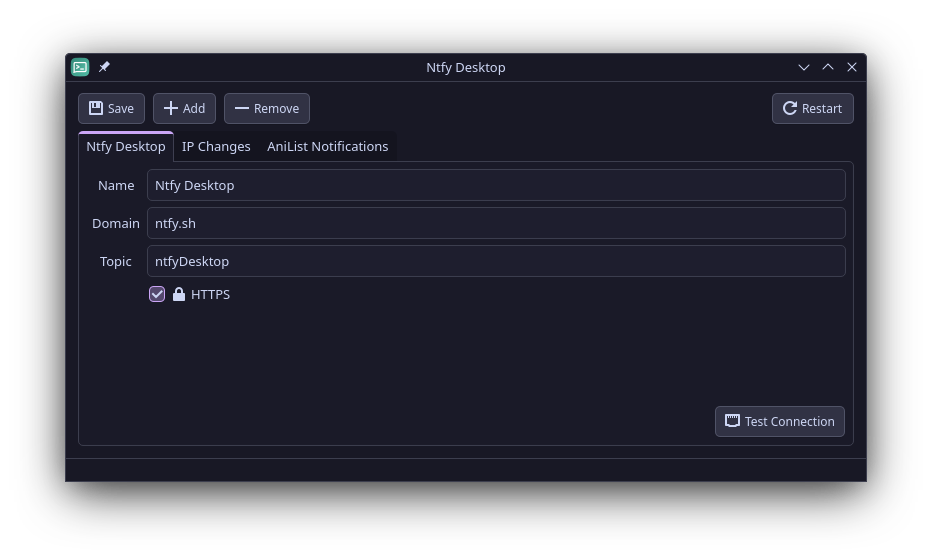 Ntfy Desktop
Save Add Remove Restart
Ntfy Desktop IP Changes AniList Notifications
Name Ntfy Desktop
Domain ntfy.sh
Topic ntfyDesktop
HTTPS
Test Connection